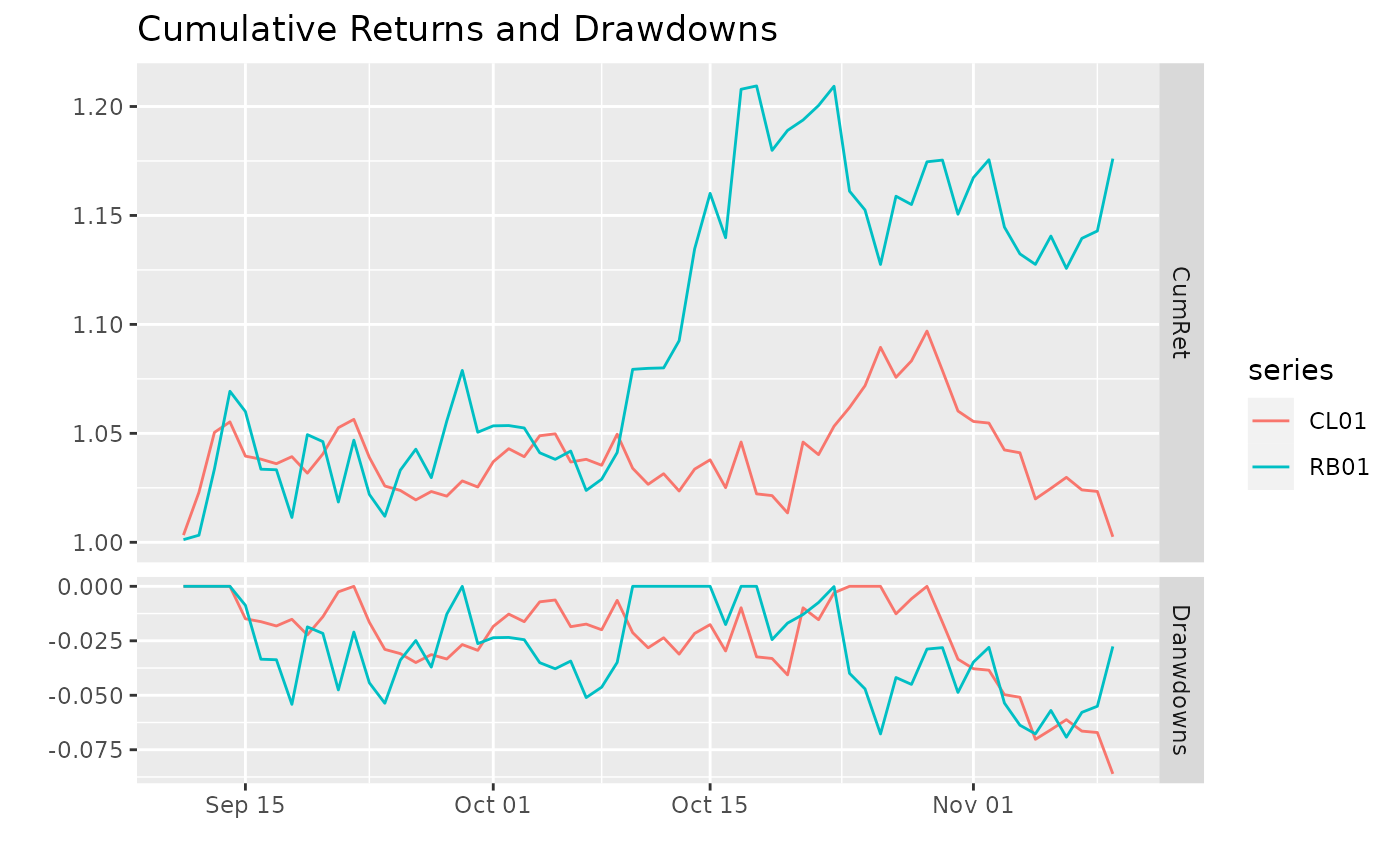 Cumulative Returns and Drawdowns
1.20
1.15
1.10
1.05
1.00
CumRet
0.000
-0.025
-0.050
-0.075
Dranwdowns
Sep 15
Oct 01
Oct 15
Nov 01
series
CL01
RB01